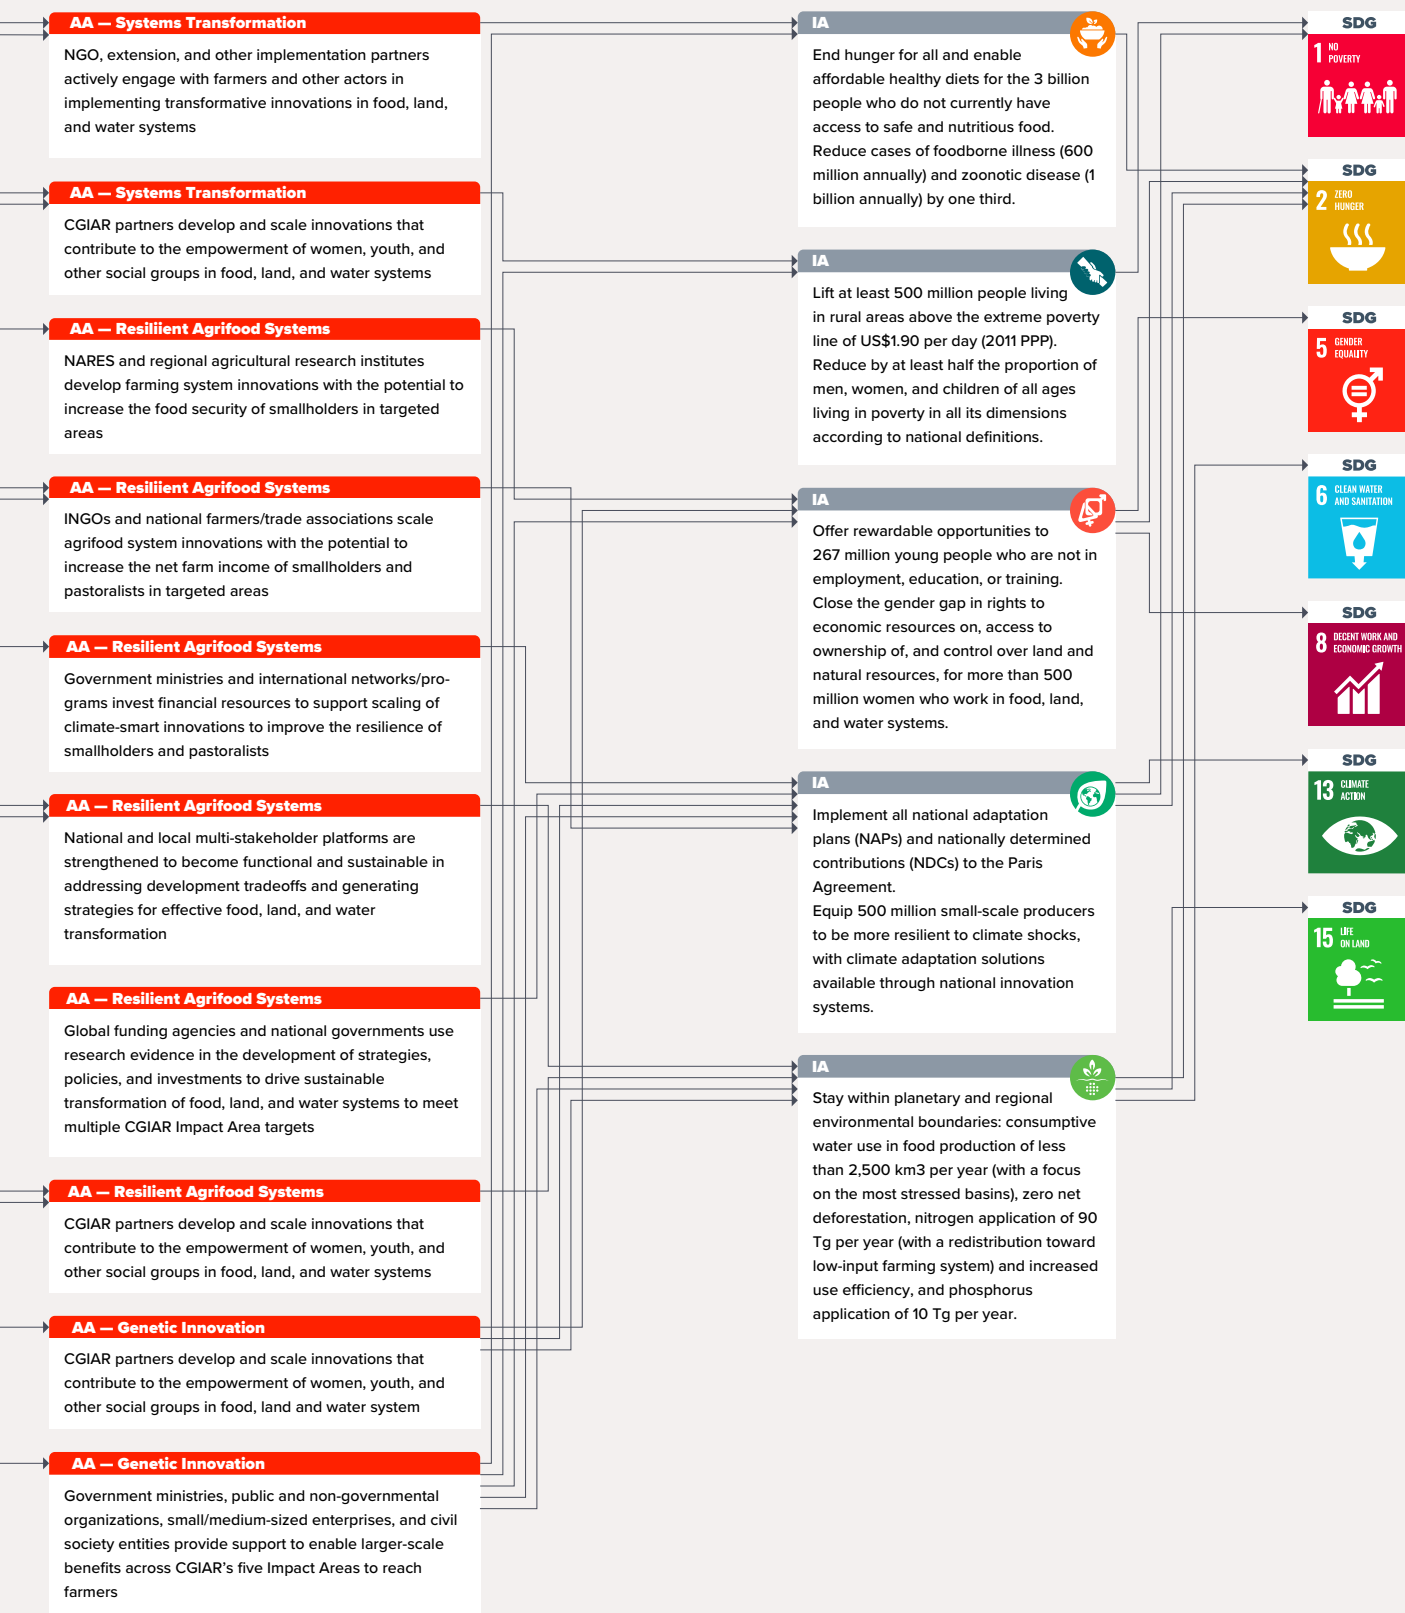 AA — Systems Transformation
NGO, extension, and other implementation partners
actively engage with farmers and other actors in
implementing transformative innovations in food, land,
and water systems
AA — Systems Transformation
CGIAR partners develop and scale innovations that
contribute to the empowerment of women, youth, and
other social groups in food, land, and water systems
AA — Resiliient Agrifood Systems
NARES and regional agricultural research institutes
develop farming system innovations with the potential to
increase the food security of smallholders in targeted
areas
AA — Resiliient Agrifood Systems
INGOs and national farmers/trade associations scale
agrifood system innovations with the potential to
increase the net farm income of smallholders and
pastoralists in targeted areas
AA — Resilient Agrifood Systems
Government ministries and international networks/pro-
grams invest financial resources to support scaling of
climate-smart innovations to improve the resilience of
smallholders and pastoralists
AA — Resilient Agrifood Systems
National and local multi-stakeholder platforms are
strengthened to become functional and sustainable in
addressing development tradeoffs and generating
strategies for effective food, land, and water
transformation
AA — Resilient Agrifood Systems
Global funding agencies and national governments use
research evidence in the development of strategies,
policies, and investments to drive sustainable
transformation of food, land, and water systems to meet
multiple CGIAR Impact Area targets
AA — Resilient Agrifood Systems
CGIAR partners develop and scale innovations that
contribute to the empowerment of women, youth, and
other social groups in food, land, and water systems
AA — Genetic Innovation
CGIAR partners develop and scale innovations that
contribute to the empowerment of women, youth, and
other social groups in food, land and water system
AA — Genetic Innovation
Government ministries, public and non-governmental
organizations, small/medium-sized enterprises, and civil
society entities provide support to enable larger-scale
benefits across CGIAR's five Impact Areas to reach
farmers
IA
End hunger for all and enable
affordable healthy diets for the 3 billion
people who do not currently have
access to safe and nutritious food.
Reduce cases of foodborne illness (600
million annually) and zoonotic disease (1
billion annually) by one third.
IA
Lift at least 500 million people living
in rural areas above the extreme poverty
line of US$1.90 per day (2011 PPP).
Reduce by at least half the proportion of
men, women, and children of all ages
living in poverty in all its dimensions
according to national definitions.
IA
Offer rewardable opportunities to
267 million young people who are not in
employment, education, or training.
Close the gender gap in rights to
economic resources on, access to
ownership of, and control over land and
natural resources, for more than 500
million women who work in food, land,
and water systems.
IA
Implement all national adaptation
plans (NAPs) and nationally determined
contributions (NDCs) to the Paris
Agreement.
Equip 500 million small-scale producers
to be more resilient to climate shocks,
with climate adaptation solutions
available through national innovation
systems.
IA
Stay within planetary and regional
environmental boundaries: consumptive
water use in food production of less
than 2,500 km3 per year (with a focus
on the most stressed basins), zero net
deforestation, nitrogen application of 90
Tg per year (with a redistribution toward
low-input farming system) and increased
use efficiency, and phosphorus
application of 10 Tg per year.
SDG
1 NO
POVERTY
SDG
2 ZERO
HUNGER
SDG
5 GENDER
EQUALITY
SDG
6 CLEAN WATER
AND SANITATION
SDG
8 DECENT WORK AND
ECONOMIC GROWTH
SDG
13 CLIMATE
ACTION
SDG
15 LIFE
ON LAND